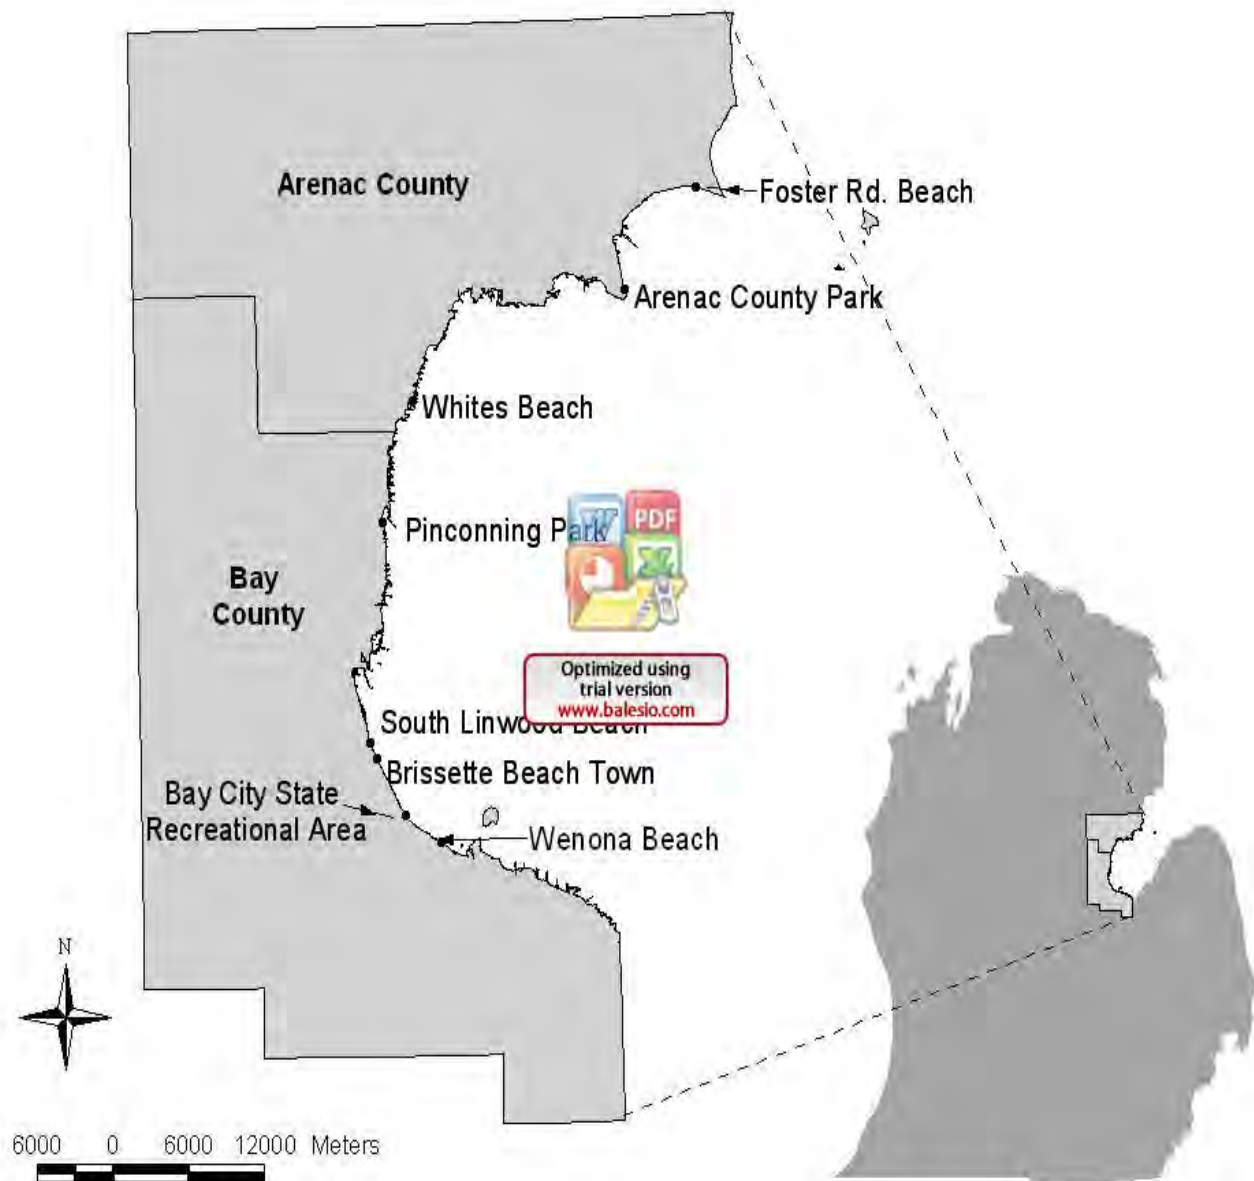 Arenac County
Foster Rd. Beach
Arenac County Park
Whites Beach
Pinconning Park
PDF
Bay
County
Optimized using
trial version
www.balesio.com
South Linwood Beach
Brissette Beach Town
Bay City State
Recreational Area
Wenona Beach
N
6000 0 6000 12000 Meters